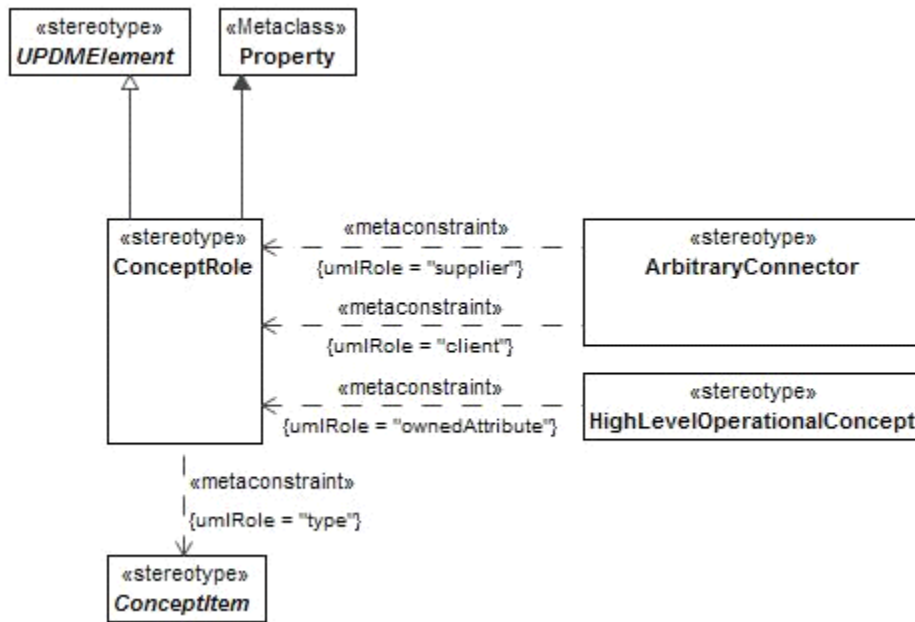 «stereotype»
UPDMElement
«Metaclass»
Property
«stereotype»
ConceptRole
«metaconstraint»
{umlRole = "supplier"}
«metaconstraint»
{umlRole = "client"}
«stereotype»
ArbitraryConnector
«metaconstraint»
{umlRole = "ownedAttribute"}
«stereotype»
HighLevelOperationalConcept
«metaconstraint»
{umlRole = "type"}
«stereotype»
ConceptItem